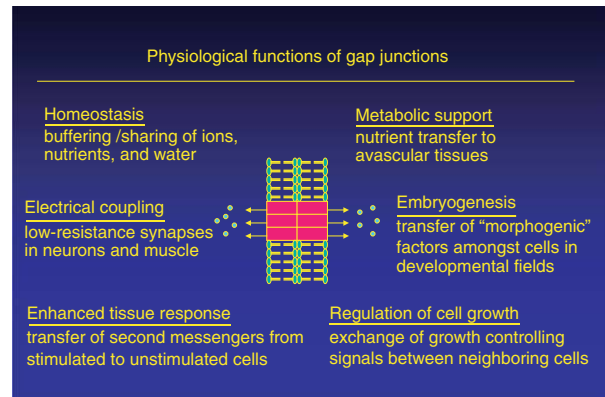 Physiological functions of gap junctions
Homeostasis
buffering /sharing of ions,
nutrients, and water
Metabolic support
nutrient transfer to
avascular tissues
Electrical coupling
low-resistance synapses
in neurons and muscle
Embryogenesis
transfer of “morphogenic”
factors amongst cells in
developmental fields
Enhanced tissue response
transfer of second messengers from
stimulated to unstimulated cells
Regulation of cell growth
exchange of growth controlling
signals between neighboring cells